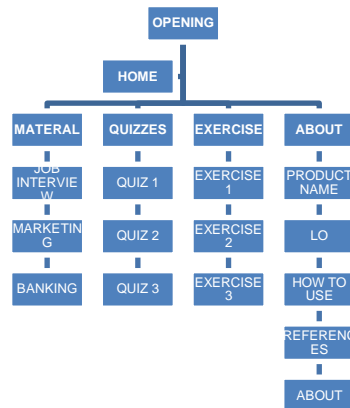 OPENING
HOME
MATERAL
QUIZZES
EXERCISE
ABOUT
JOB
INTERVIE
W
QUIZ 1
EXERCISE
1
PRODUCT
NAME
MARKETIN
G
QUIZ 2
EXERCISE
2
LO
BANKING
QUIZ 3
EXERCISE
3
HOW TO
USE
REFERENC
ES
ABOUT